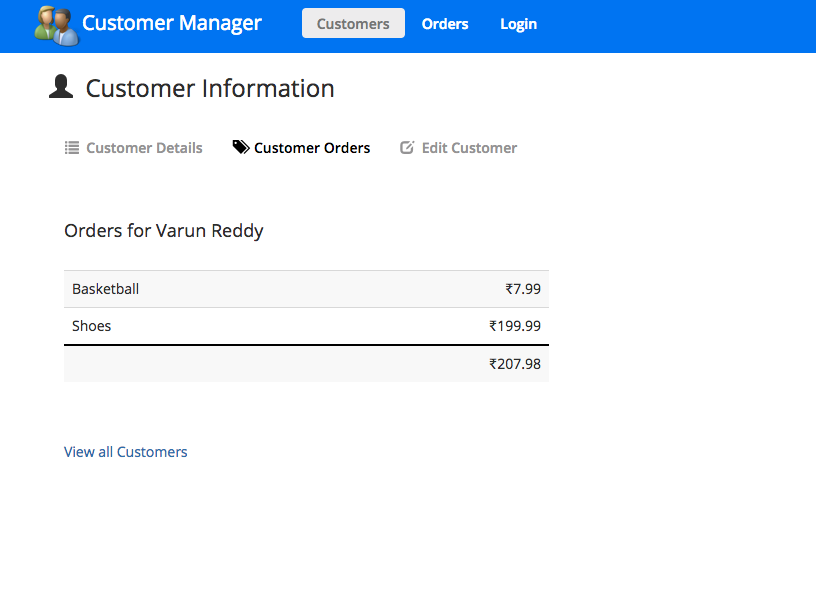 Customer Manager Customers Orders Login
Customer Information
Customer Details Customer Orders Edit Customer
Orders for Varun Reddy
Basketball ₹7.99
Shoes ₹199.99
₹207.98
View all Customers